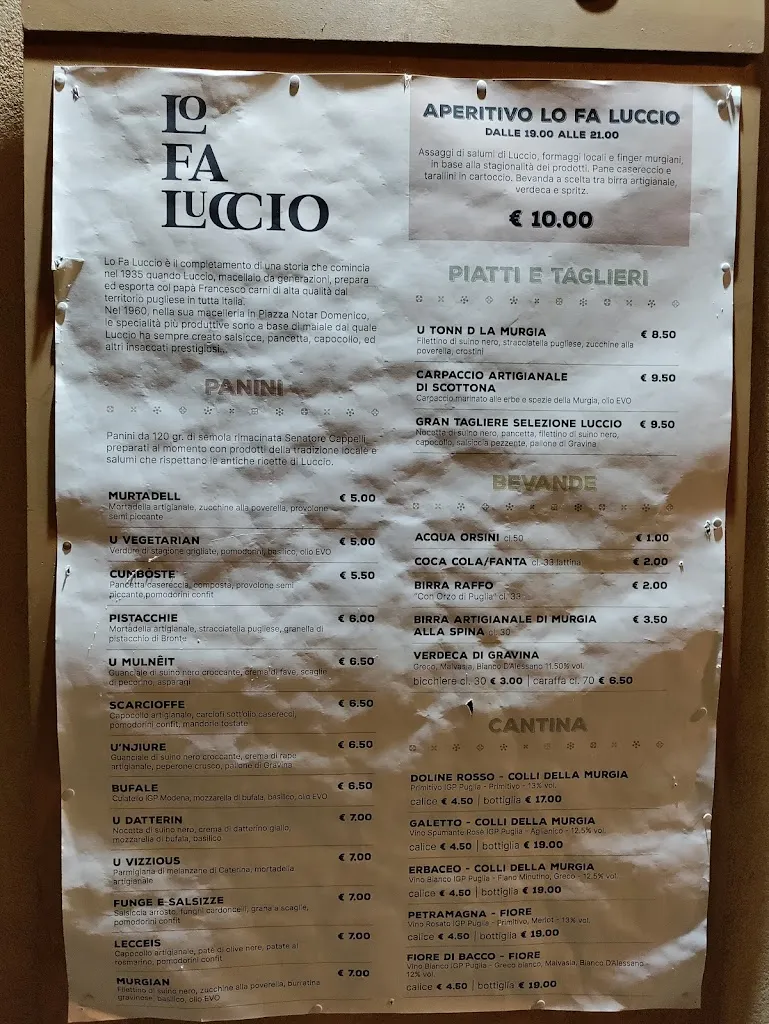 LO
FA
LUCCIO
Lo Fa Luccio è il completamento di una storia che comincia
nel 1935 quando Luccio, macellaio da generazioni, prepara
ed esporta col papà Francesco carni di alta qualità dal
territorio pugliese in tutta Italia.
Nel 1960, nella sua macelleria in Piazza Notar Domenico,
le specialità più produttive sono a base di maiale dal quale
Luccio ha sempre creato salsicce, pancetta, capocollo, ed
altri insaccati prestigiosi...
PANINI
Panini da 120 gr. di semola rimacinata Senatore Cappelli,
preparati al momento con prodotti della tradizione locale e
salumi che rispettano le antiche ricette di Luccio.
MURTADELL € 5.00
Mortadella artigianale, zucchine alla poverella, provolone
semi piccante
U VEGETARIAN € 5.00
Verdure di stagione grigliate, pomodorini, basilico, olio EVO
CUMBÒSTE € 5.50
Pancetta casereccia, composta, provolone semi
piccante,pomodorini confit
PISTACCHIE € 6.00
Mortadella artigianale, stracciatella pugliese, granella di
pistacchio di Bronte
U MULNÊIT € 6.50
Guanciale di suino nero croccante, crema di fave, scaglie
di pecorino, asparagi
SCARCIOFFE € 6.50
Capocollo artigianale, carciofi sott'olio caserecci,
pomodorini confit, mandorle tostate
U'NJIURE € 6.50
Guanciale di suino nero croccante, crema di rape
artigianale, peperone crusco, pallone di Gravina
BUFALE € 6.50
Culatello IGP Modena, mozzarella di bufala, basilico, olio EVO
U DATTERIN € 7.00
Nocetta di suino nero, crema di datterino giallo,
mozzarella di bufala, basilico
U VIZZIOUS € 7.00
Parmigiana di melanzane di Caterina, mortadella
artigianale
FUNGE E SALSIZZE € 7.00
Salsiccia arrosto, funghi cardoncelli, grana a scaglie,
pomodorini confit
LECCEIS € 7.00
Capocollo artigianale, patè di olive nere, patate al
rosmarino, pomodorini confit
MURGIAN € 7.00
Filettino di suino nero, zucchine alla poverella, burratina
gravinese, basilico, olio EVO
APERITIVO LO FA LUCCIO
DALLE 19.00 ALLE 21.00
Assaggi di salumi di Luccio, formaggi locali e finger murgiani,
in base alla stagionalità dei prodotti. Pane casereccio e
tarallini in cartoccio. Bevanda a scelta tra birra artigianale,
verdeca e spritz.
€ 10.00
PIATTI E TAGLIERI
U TONN D LA MURGIA € 8.50
Filettino di suino nero, stracciatella pugliese, zucchine alla
poverella, crostini
CARPACCIO ARTIGIANALE € 9.50
DI SCOTTONA
Carpaccio marinato alle erbe e spezie della Murgia, olio EVO
GRAN TAGLIERE SELEZIONE LUCCIO € 9.50
Nocetta di suino nero, pancetta, filettino di suino nero,
capocollo, salsiccia pezzente, pallone di Gravina
BEVANDE
ACQUA ORSINI cl.50 € 1.00
COCA COLA/FANTA cl. 33 lattina € 2.00
BIRRA RAFFO € 2.00
"Con Orzo di Puglia" cl. 33
BIRRA ARTIGIANALE DI MURGIA € 3.50
ALLA SPINA cl.30
VERDECA DI GRAVINA
Greco, Malvasia, Bianco D'Alessano 11.50% vol.
bicchiere cl. 30 € 3.00 | caraffa cl. 70 € 6.50
CANTINA
DOLINE ROSSO - COLLI DELLA MURGIA
Primitivo IGP Puglia - Primitivo - 13% vol.
calice € 4.50 | bottiglia € 17.00
GALETTO - COLLI DELLA MURGIA
Vino Spumante Rosè IGP Puglia - Aglianico - 12.5% vol.
calice € 4.50 | bottiglia € 19.00
ERBACEO - COLLI DELLA MURGIA
Vino Bianco IGP Puglia - Fiano Minutino, Greco - 12.5% vol.
calice € 4.50 | bottiglia € 19.00
PETRAMAGNA - FIORE
Vino Rosato IGP Puglia - Primitivo, Merlot - 13% vol.
calice € 4.50 | bottiglia € 19.00
FIORE DI BACCO - FIORE
Vino Bianco IGP Puglia - Greco bianco, Malvasia, Bianco D'Alessano -
12% vol.
calice € 4.50 | bottiglia € 19.00